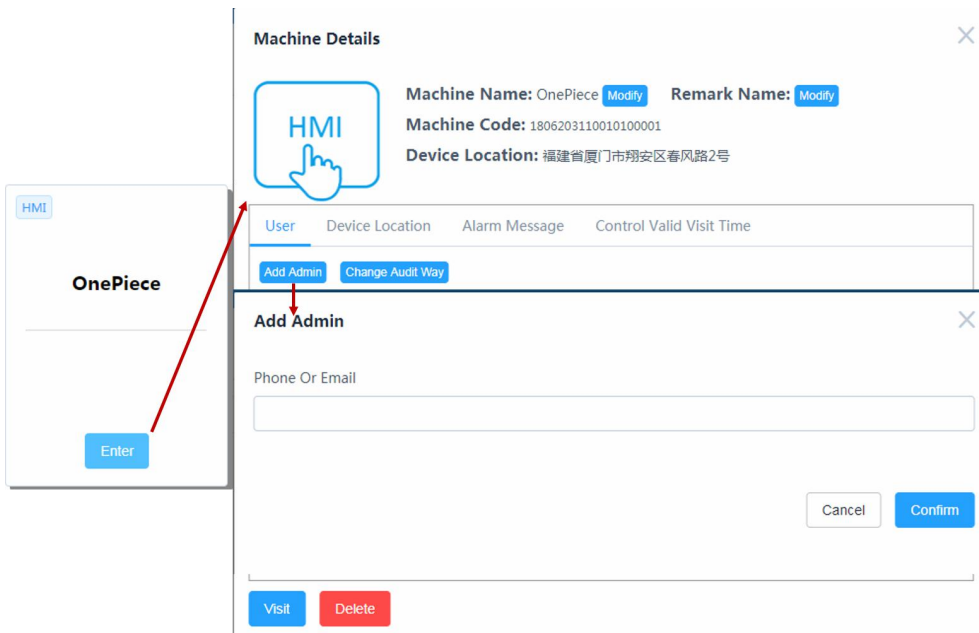 HMI
OnePiece
Enter
Machine Details
HMI
Machine Name: OnePiece Modify Remark Name: Modify
Machine Code: 1806203110010100001
Device Location: 福建省厦门市翔安区春风路2号
User Device Location Alarm Message Control Valid Visit Time
Add Admin Change Audit Way
Add Admin
Phone Or Email
Cancel Confirm
Visit Delete